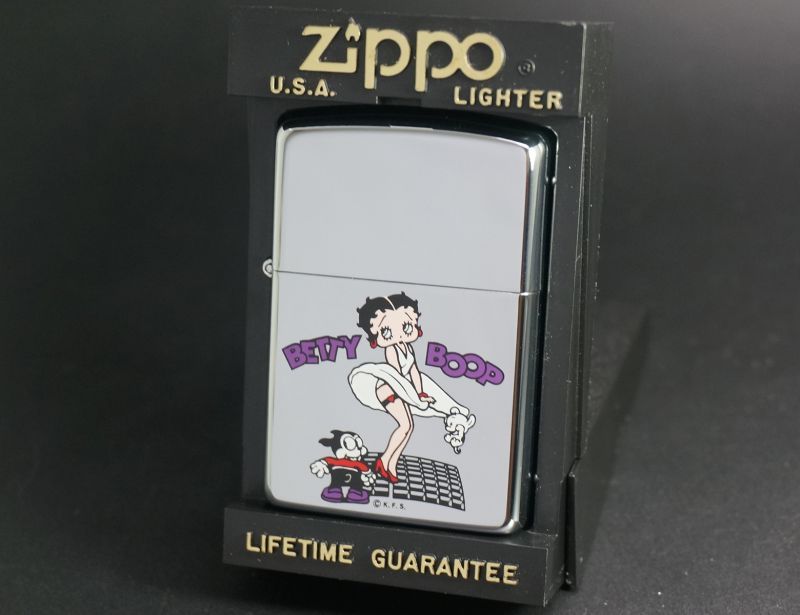 Zippo ®
U.S.A. LIGHTER
BETTY BOOP
© K.F.S.
LIFETIME GUARANTEE